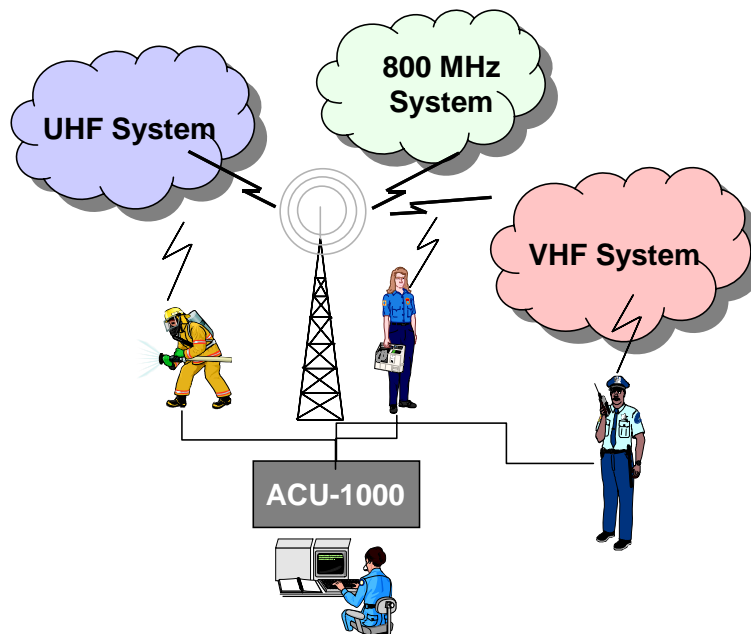 UHF System
800 MHz
System
VHF System
ACU-1000